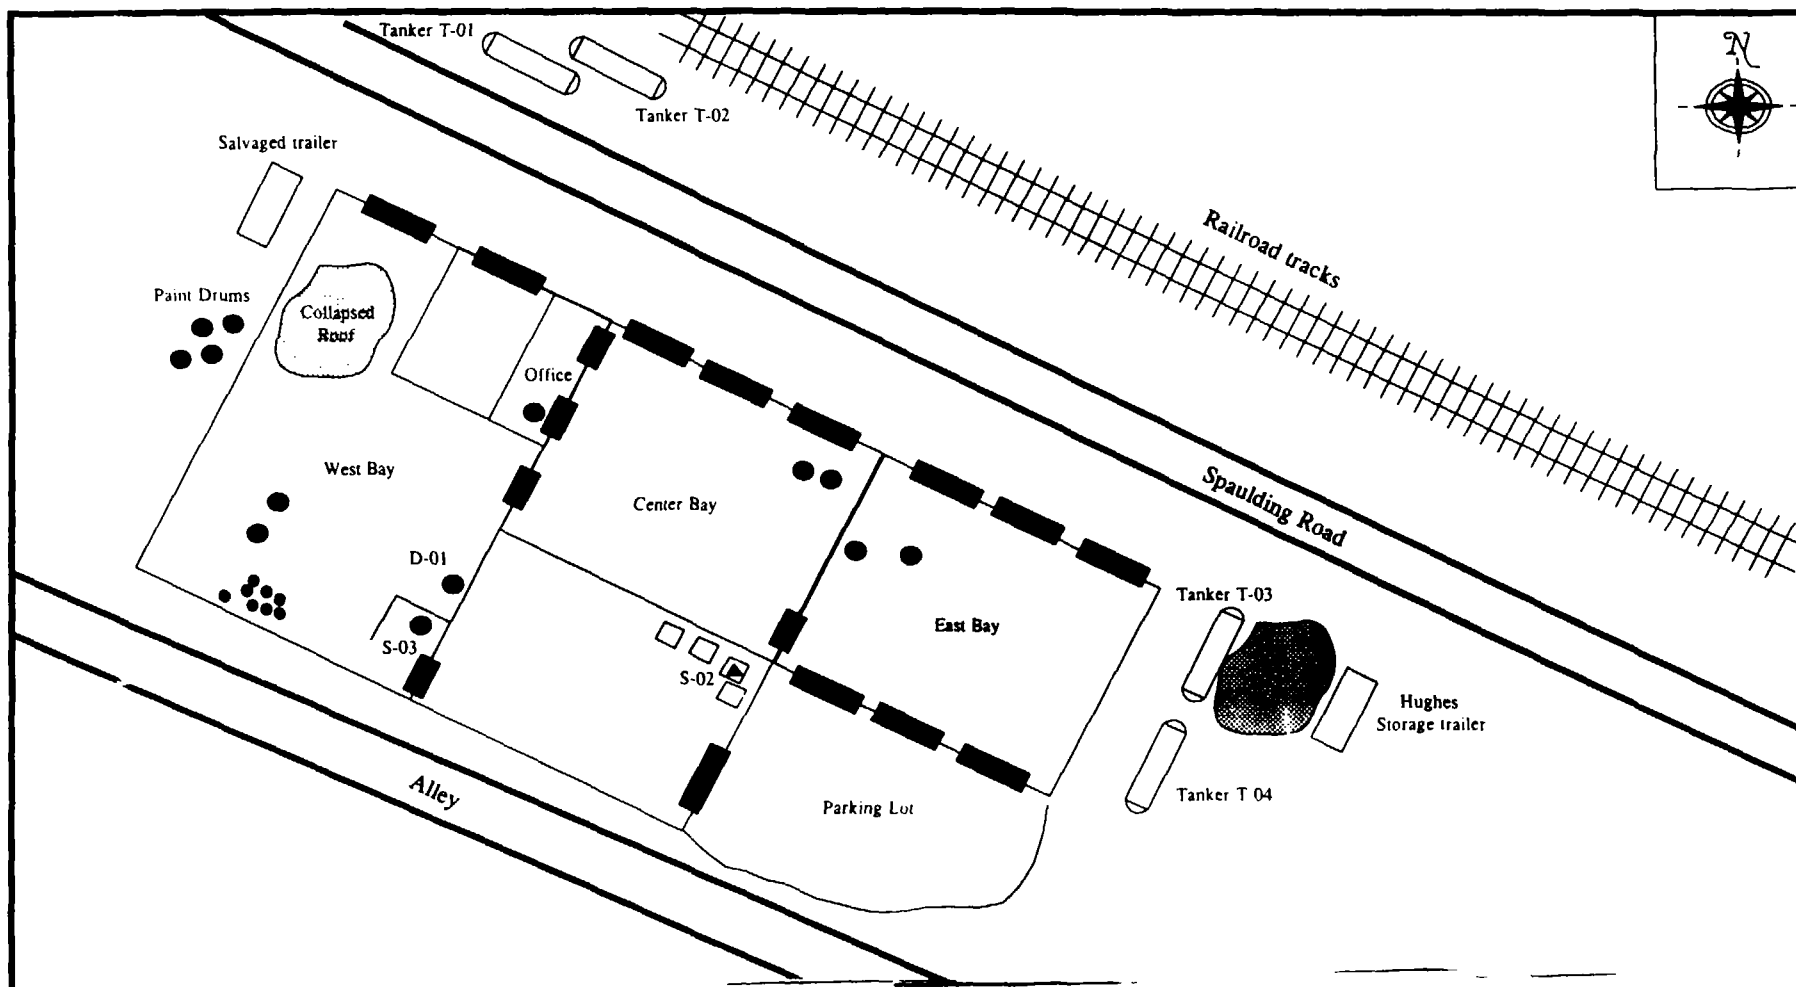 Tanker T-01
N
Tanker T-02
Salvaged trailer
Railroad tracks
Paint Drums
Collapsed
Roof
Office
West Bay
Center Bay
Spaulding Road
D-01
Tanker T-03
East Bay
S-03
S-02
Hughes
Storage trailer
Alley
Parking Lot
Tanker T 04